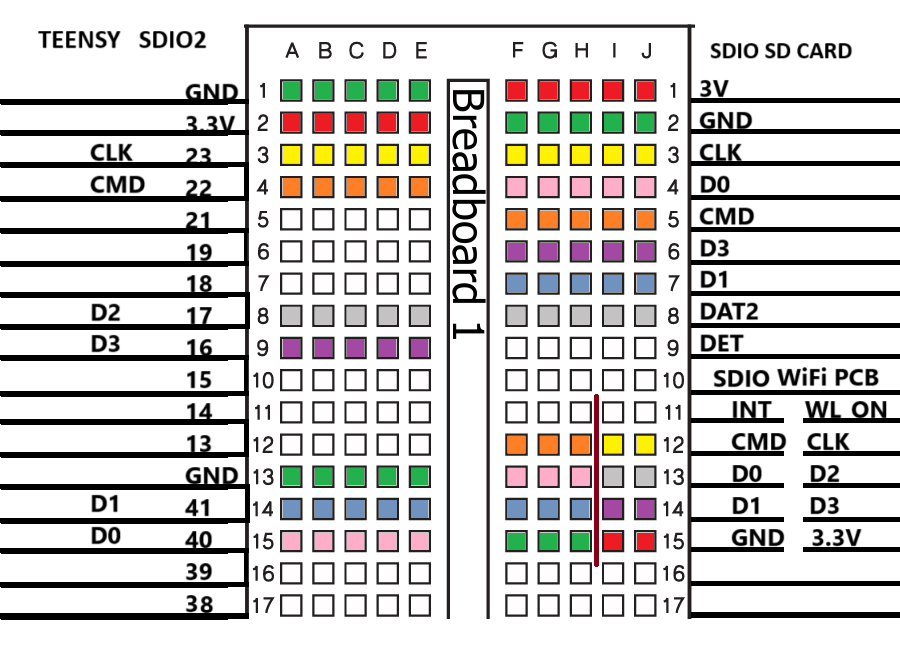 TEENSY SDIO2 SDIO SD CARD
A B C D E F G H I J
GND 1 1 3V
3.3V 2 2 GND
CLK 23 3 3 CLK
CMD 22 4 4 D0
21 5 5 CMD
19 6 6 D3
18 7 7 D1
D2 17 8 8 DAT2
D3 16 9 9 DET
15 10 10 SDIO WiFi PCB
14 11 11 INT WL ON
13 12 12 CMD CLK
GND 13 13 D0 D2
D1 41 14 14 D1 D3
D0 40 15 15 GND 3.3V
39 16 16
38 17 17
Breadboard 1